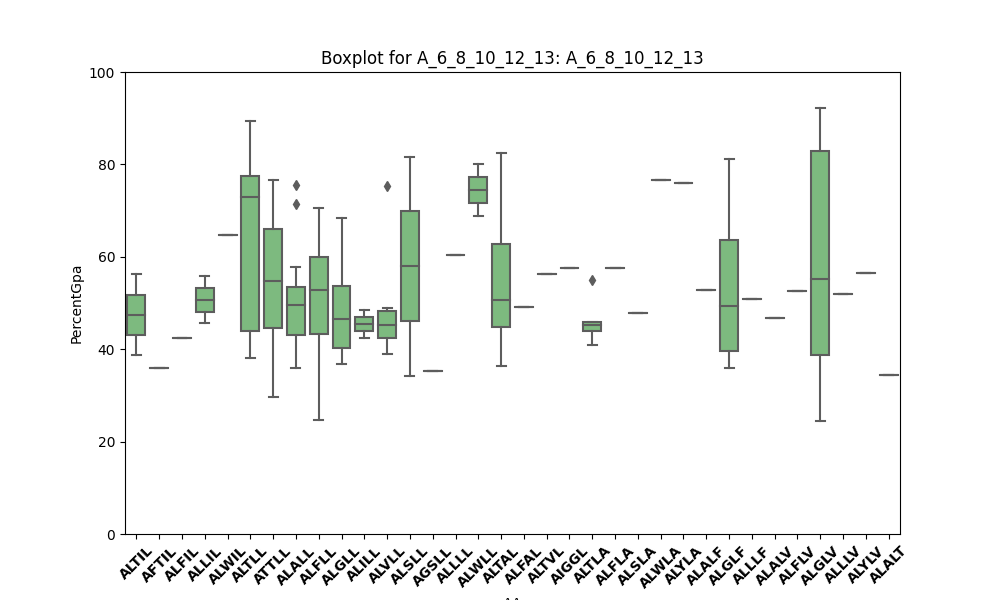 Boxplot for A_6_8_10_12_13: A_6_8_10_12_13
PercentGpa
100
80
60
40
20
0
ALTIL AFTIL ALFIL ALLIL ALWIL ALTLL ATTLL ALALL ALFLL ALGLL ALILL ALVLL ALSLL AGSLL ALLLL ALWLL ALTAL ALFAL ALTVL AIGGL ALTLA ALFLA ALSLA ALWLA ALYLA ALALF ALGLF ALLLF ALALV ALFLV ALGLV ALLLV ALYLV ALALT